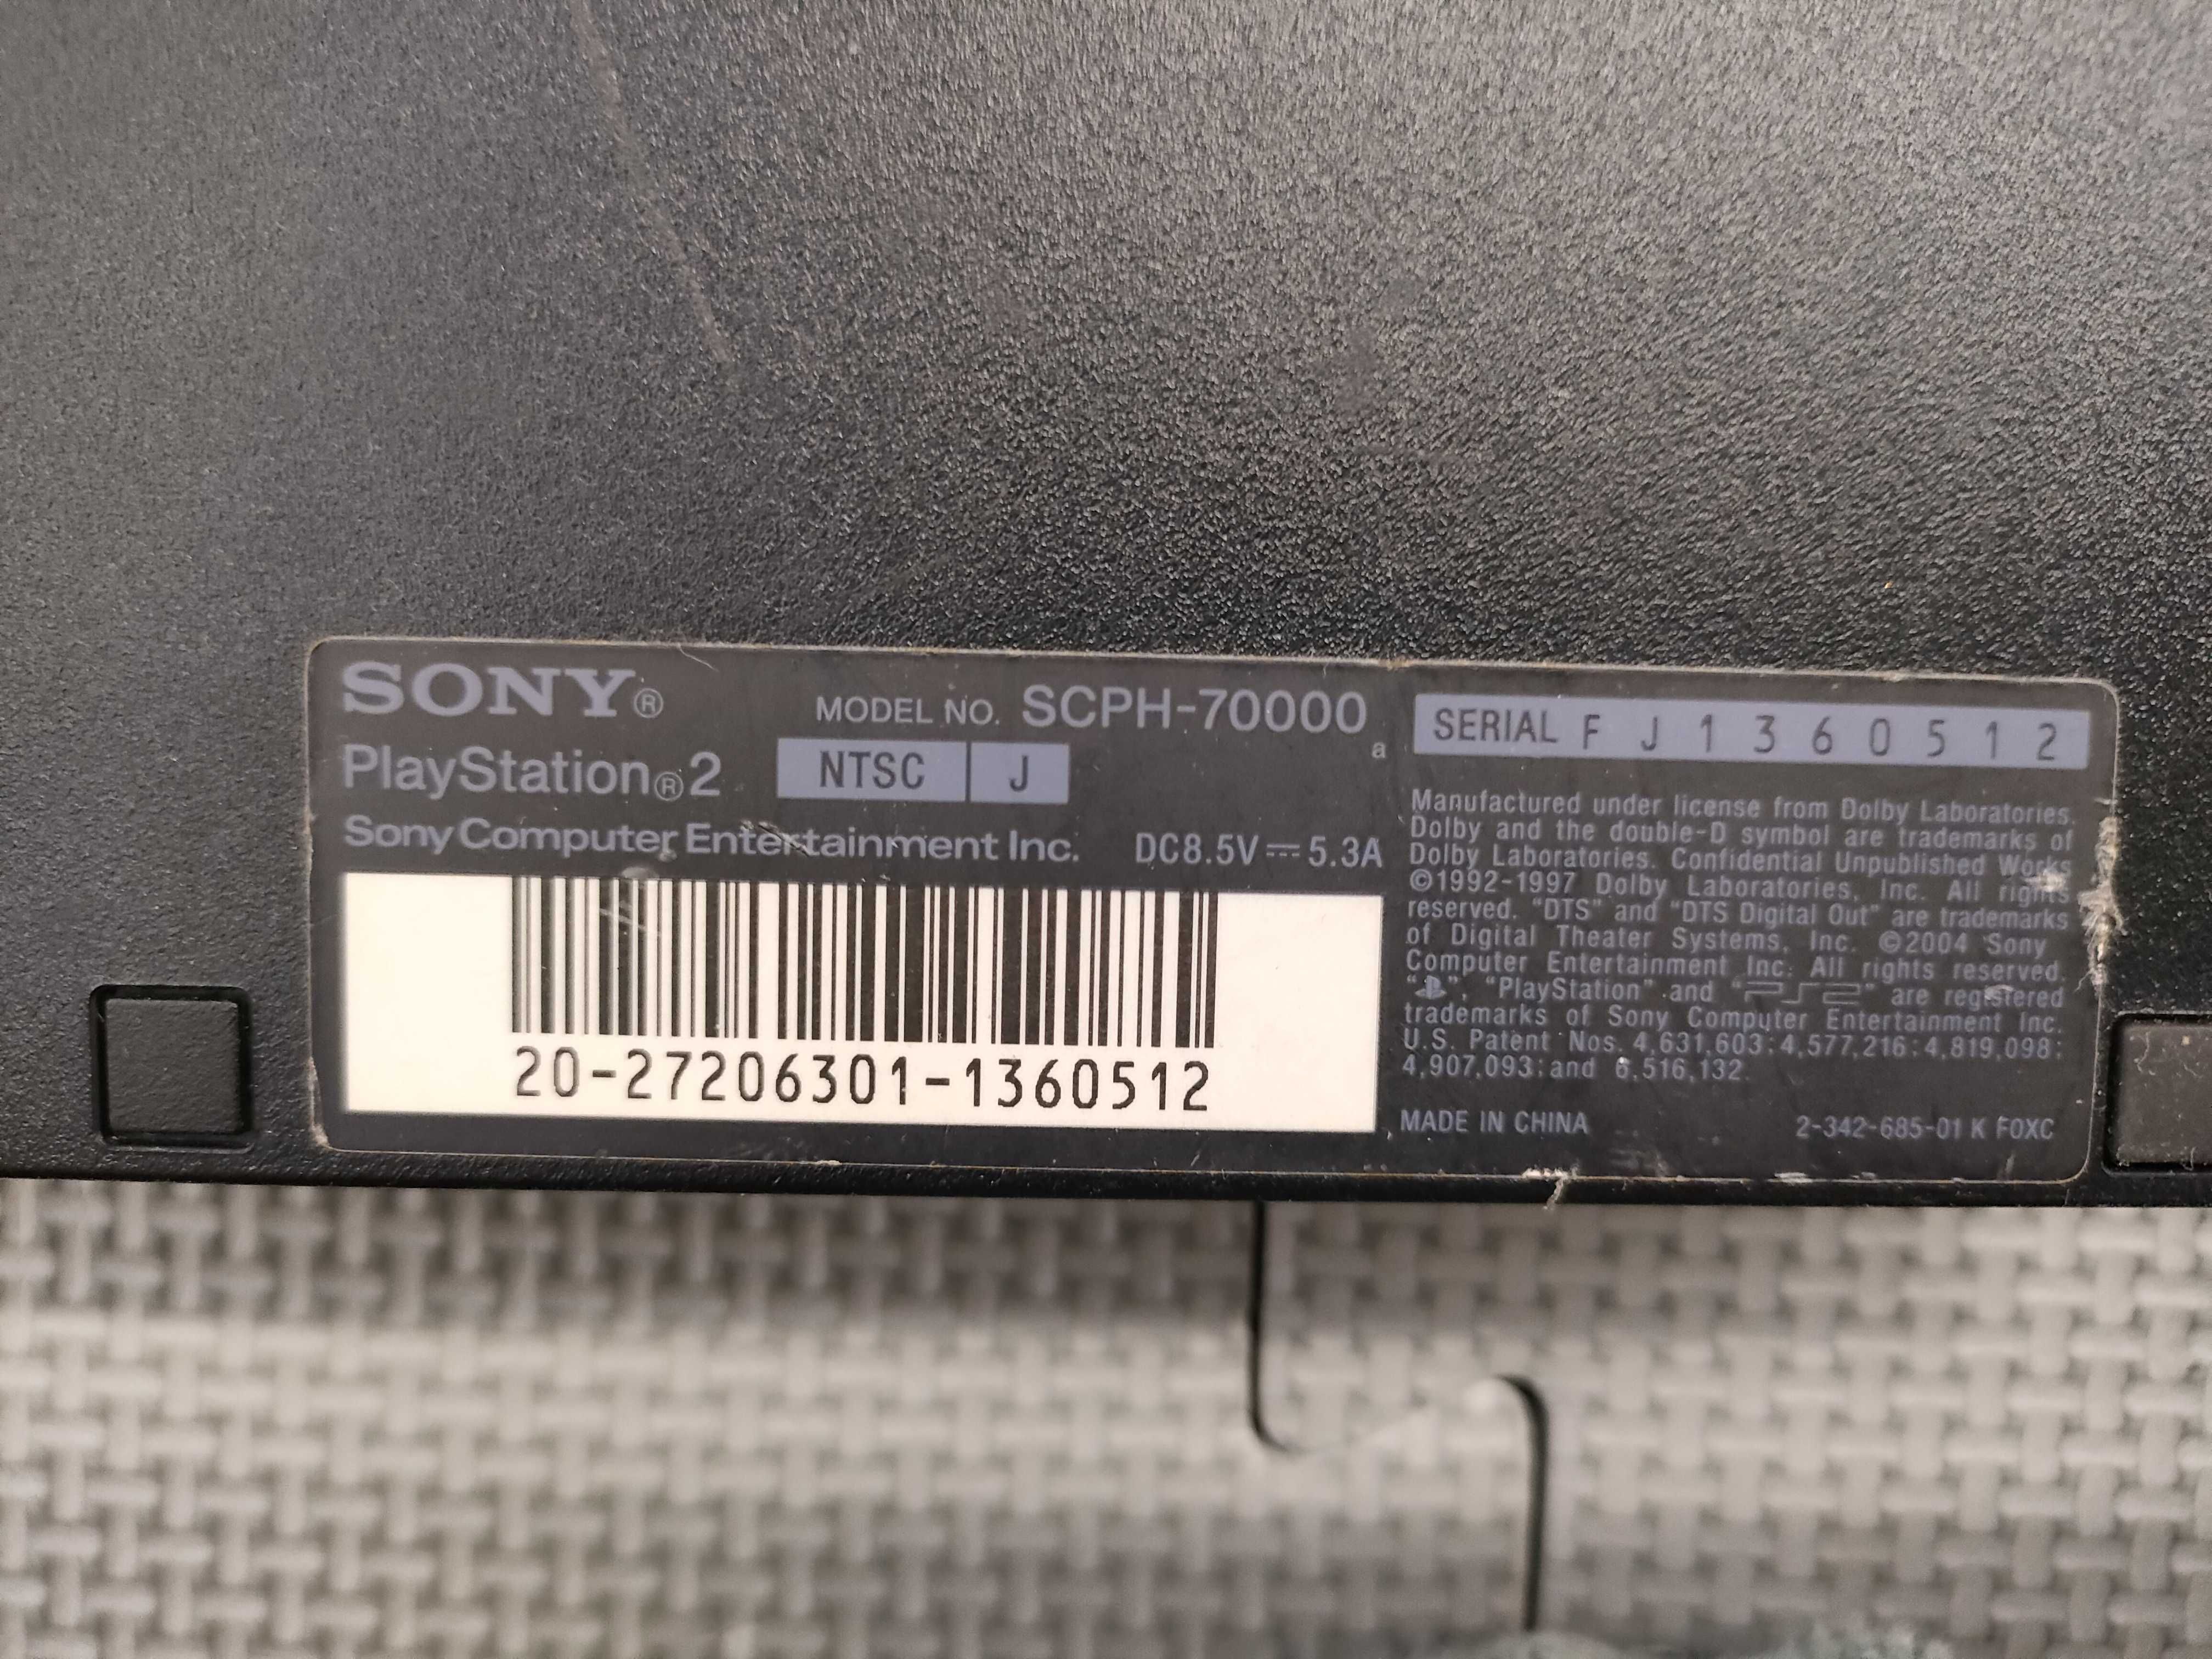 SONY®
MODEL NO. SCPH-70000
a
PlayStation®2
NTSC J
Sony Computer Entertainment Inc.
DC8.5V⎓5.3A
20-27206301-1360512
SERIAL F J 1 3 6 0 5 1 2
Manufactured under license from Dolby Laboratories.
Dolby and the double-D symbol are trademarks of
Dolby Laboratories. Confidential Unpublished Works
©1992-1997 Dolby Laboratories, Inc. All rights
reserved. "DTS" and "DTS Digital Out" are trademarks
of Digital Theater Systems, Inc. ©2004 Sony
Computer Entertainment Inc. All rights reserved.
" ", "PlayStation" and "PS2" are registered
trademarks of Sony Computer Entertainment Inc.
U.S. Patent Nos. 4,631,603;4,577,216;4,819,098;
4,907,093;and 6,516,132.
MADE IN CHINA
2-342-685-01 K FOXC